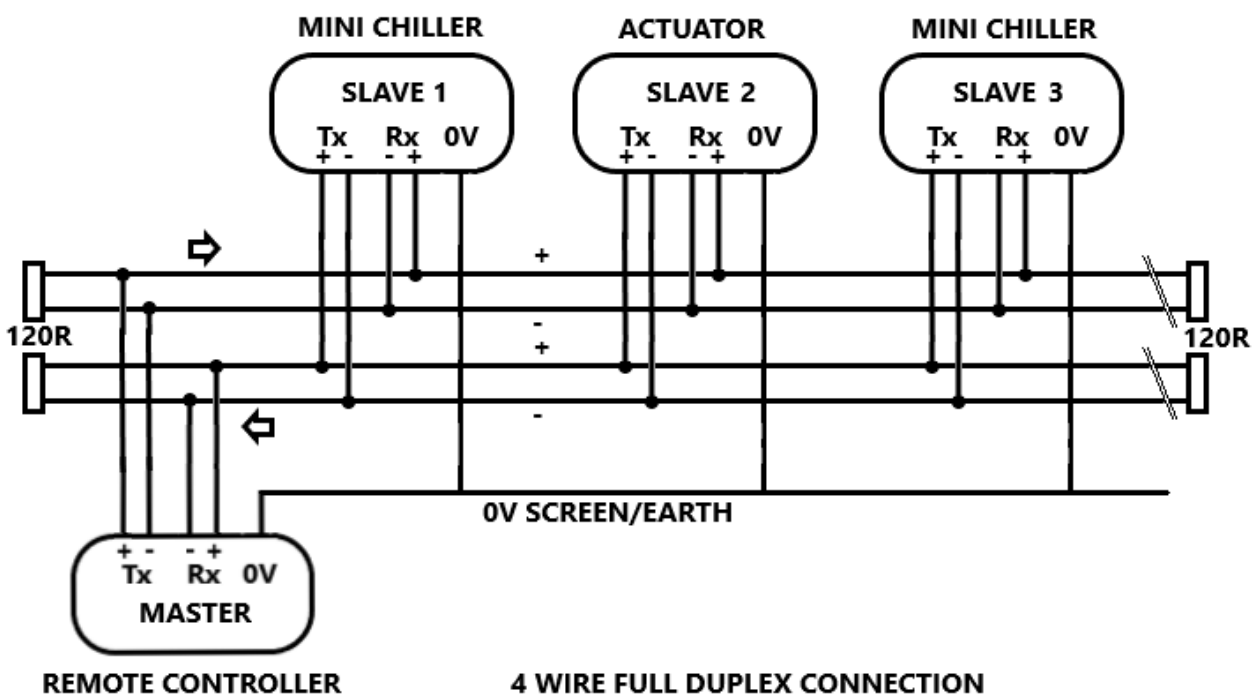 MINI CHILLER ACTUATOR MINI CHILLER
SLAVE 1 SLAVE 2 SLAVE 3
Tx Rx 0V Tx Rx 0V Tx Rx 0V
+ - - + + - - + + - - +
+
-
120R 120R
+
-
0V SCREEN/EARTH
+ - - +
Tx Rx 0V
MASTER
REMOTE CONTROLLER 4 WIRE FULL DUPLEX CONNECTION